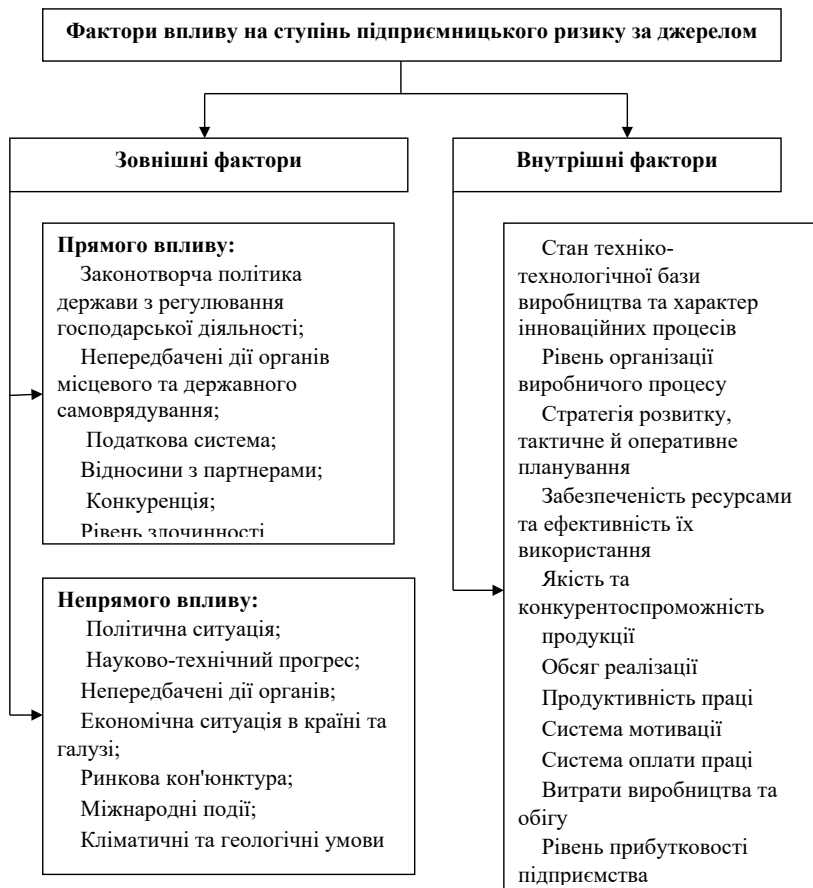 Фактори впливу на ступінь підприємницького ризику за джерелом
Зовнішні фактори
Прямого впливу:
Законотворча політика
держави з регулювання
господарської діяльності;
Непередбачені дії органів
місцевого та державного
самоврядування;
Податкова система;
Відносини з партнерами;
Конкуренція;
Рівень злочинності
Непрямого впливу:
Політична ситуація;
Науково-технічний прогрес;
Непередбачені дії органів;
Економічна ситуація в країні та
галузі;
Ринкова кон'юнктура;
Міжнародні події;
Кліматичні та геологічні умови
Внутрішні фактори
Стан техніко-
технологічної бази
виробництва та характер
інноваційних процесів
Рівень організації
виробничого процесу
Стратегія розвитку,
тактичне й оперативне
планування
Забезпеченість ресурсами
та ефективність їх
використання
Якість та
конкурентоспроможність
продукції
Обсяг реалізації
Продуктивність праці
Система мотивації
Система оплати праці
Витрати виробництва та
обігу
Рівень прибутковості
підприємства